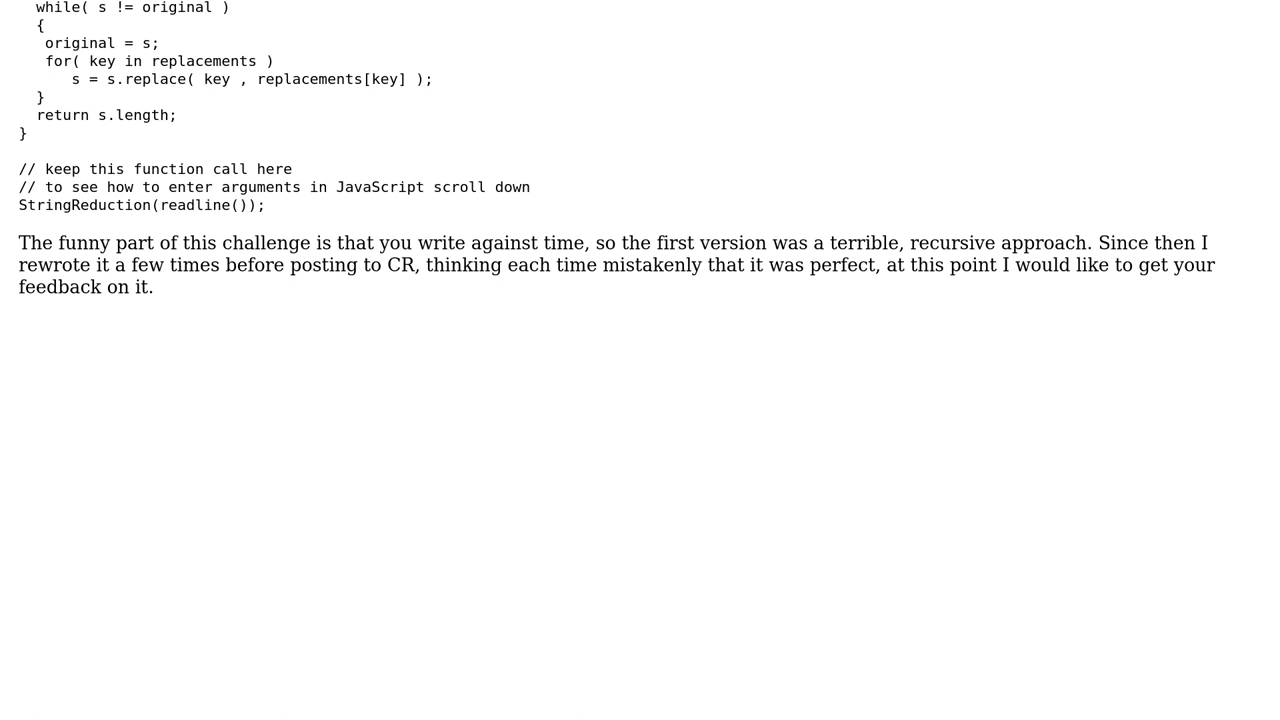 while( s != original )
  {
   original = s;
   for( key in replacements )
      s = s.replace( key , replacements[key] );
  }
  return s.length;
}

// keep this function call here
// to see how to enter arguments in JavaScript scroll down
StringReduction(readline());

The funny part of this challenge is that you write against time, so the first version was a terrible, recursive approach. Since then I
rewrote it a few times before posting to CR, thinking each time mistakenly that it was perfect, at this point I would like to get your
feedback on it.